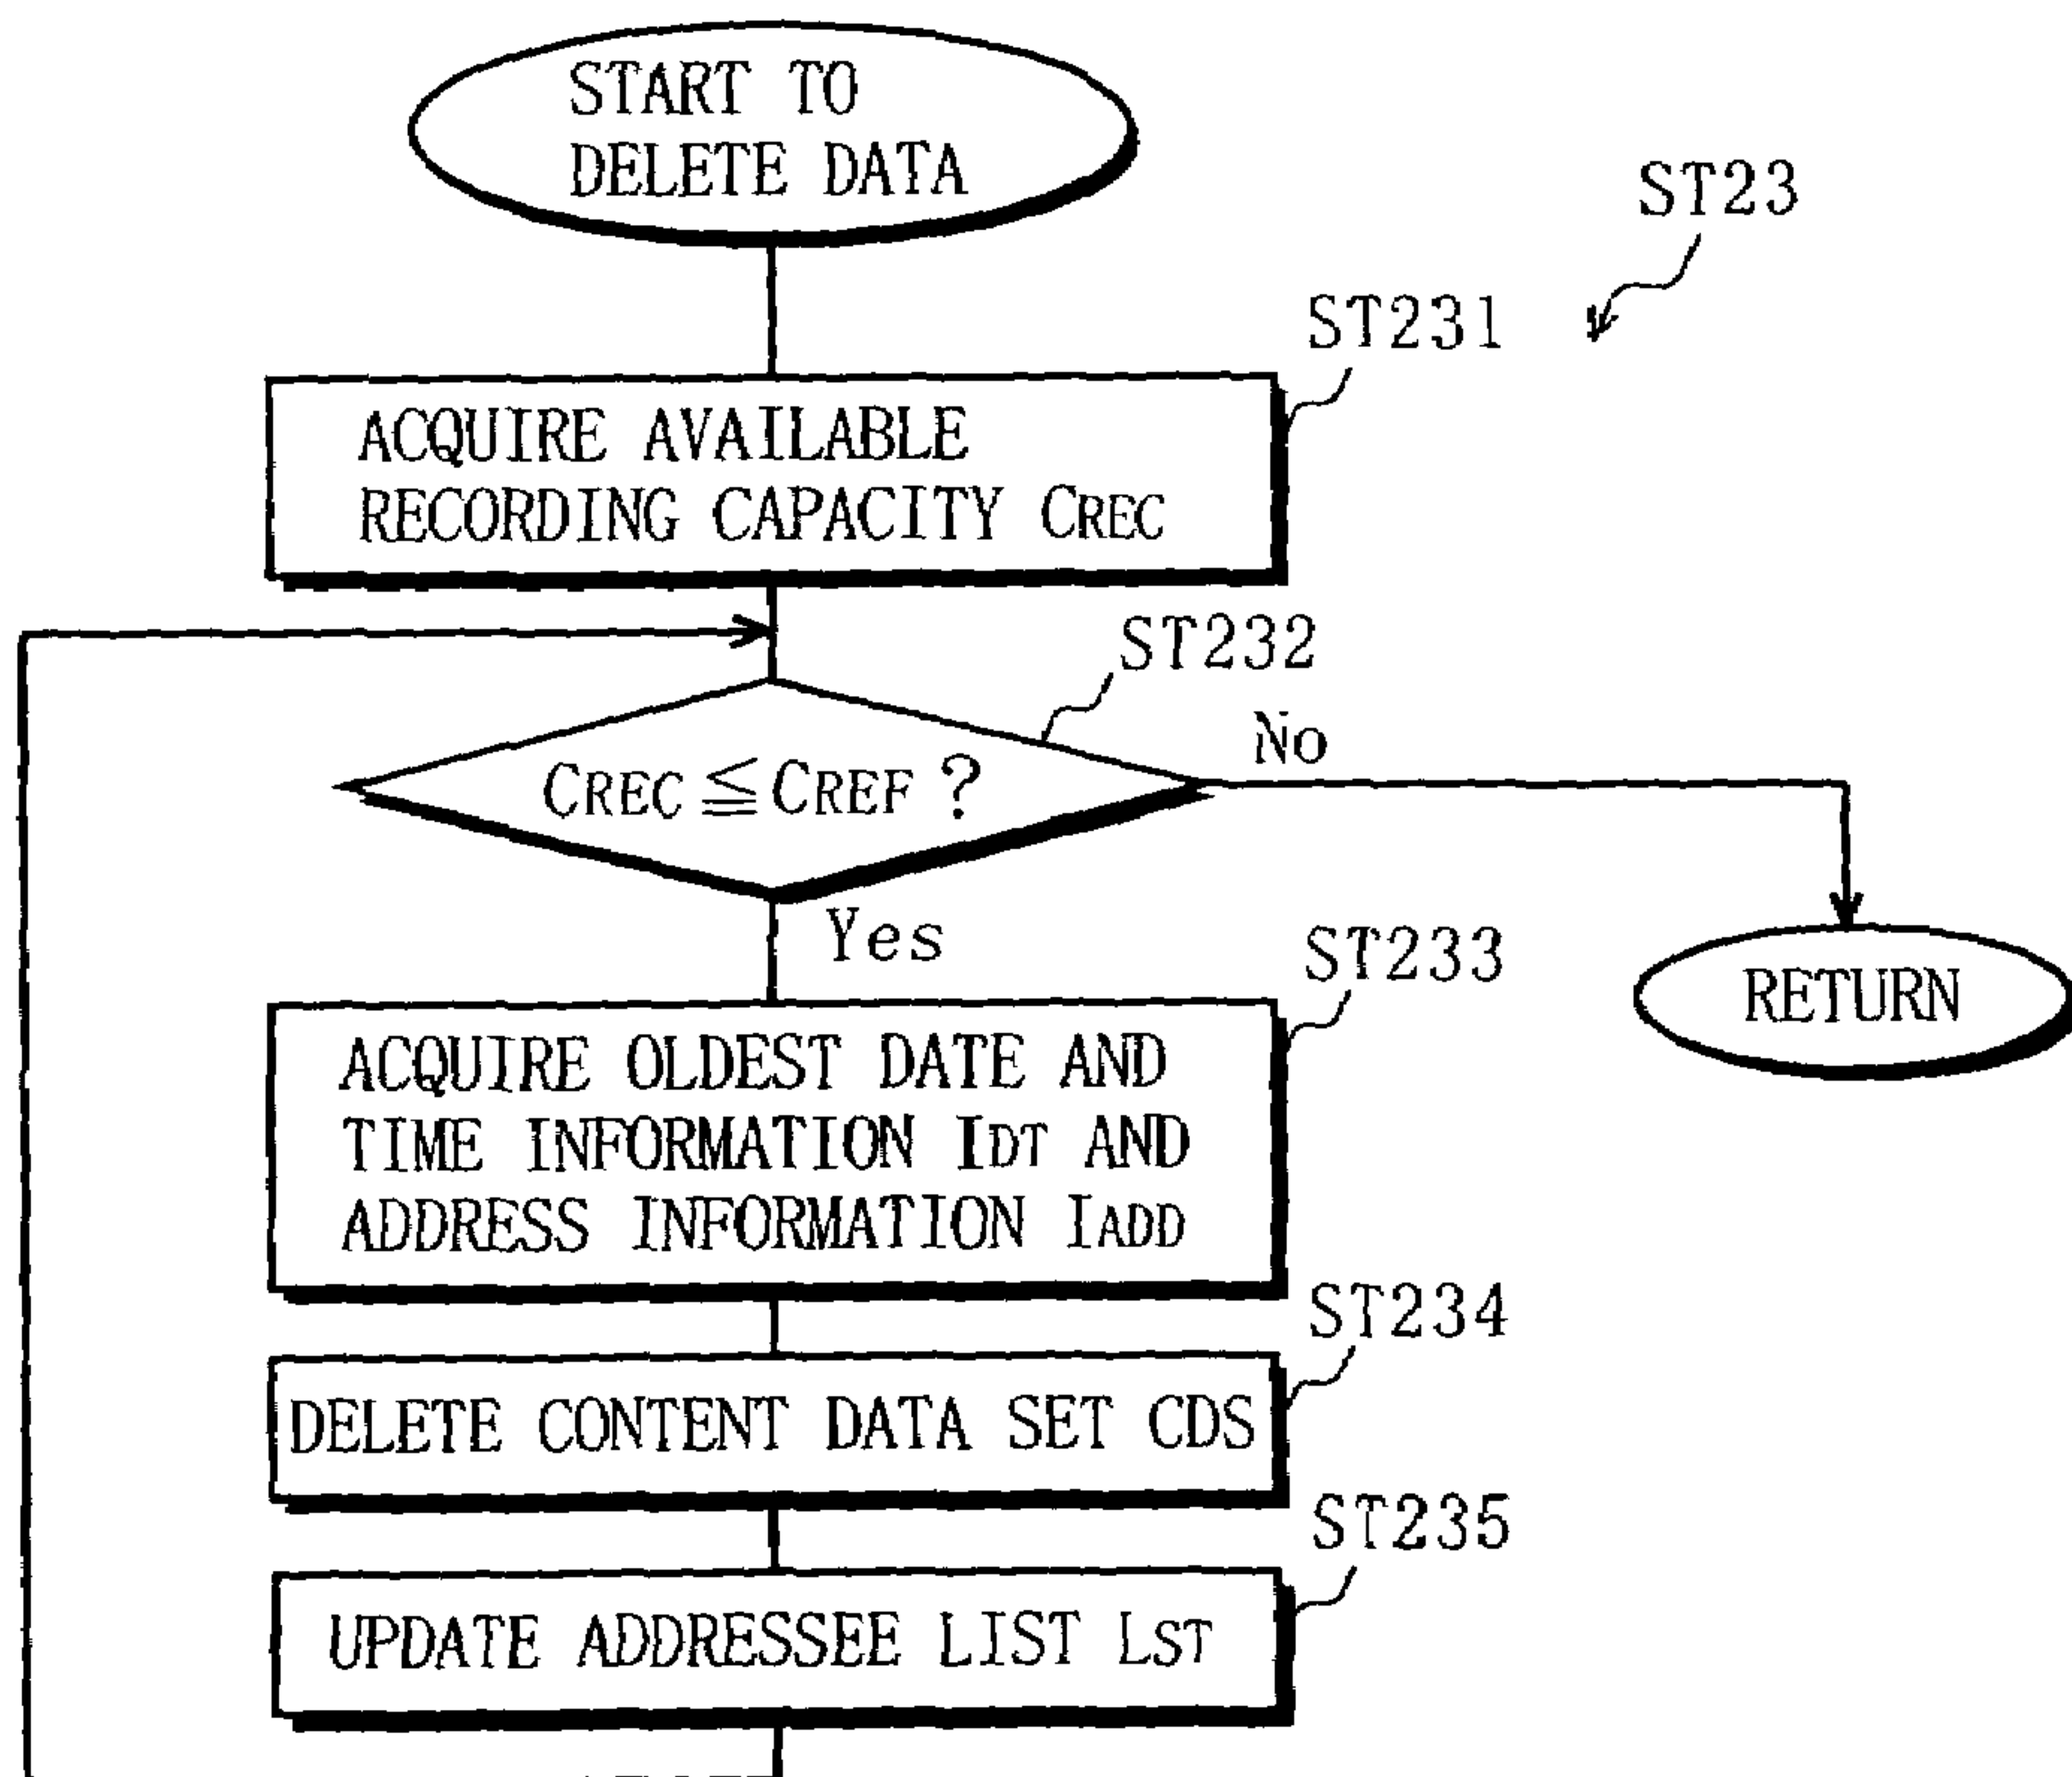 START TO
DELETE DATA
ST23
ST231
ACQUIRE AVAILABLE
RECORDING CAPACITY CREC
ST232
CREC ≦ CREF ?
No
Yes
ST233
RETURN
ACQUIRE OLDEST DATE AND
TIME INFORMATION IDT AND
ADDRESS INFORMATION IADD
ST234
DELETE CONTENT DATA SET CDS
ST235
UPDATE ADDRESSEE LIST LST